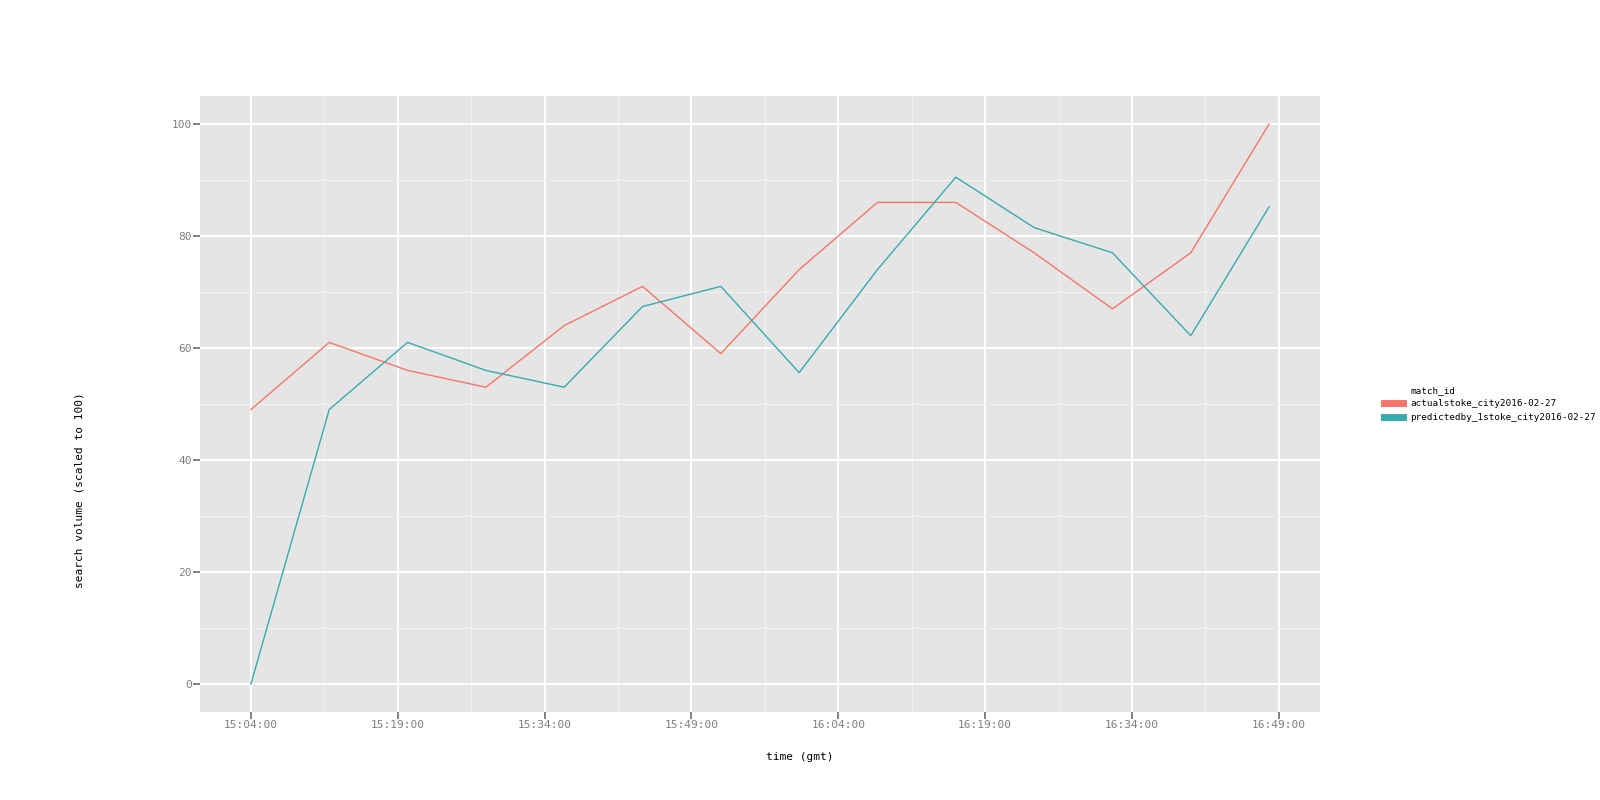 100
80
60
40
20
0
search volume (scaled to 100)
15:04:00
15:19:00
15:34:00
15:49:00
16:04:00
16:19:00
16:34:00
16:49:00
time (gmt)
match_id
actualstoke_city2016-02-27
predictedby_1stoke_city2016-02-27